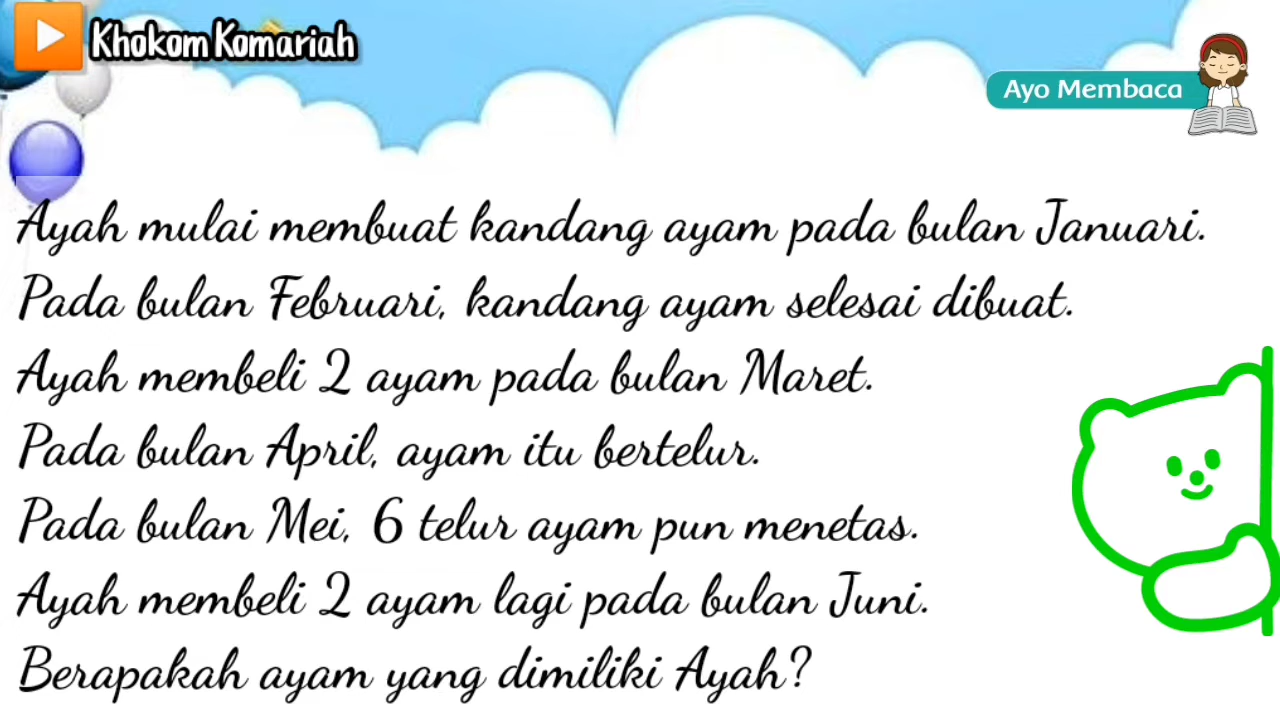 Khokom Komariah
Ayo Membaca
Ayah mulai membuat kandang ayam pada bulan Januari.
Pada bulan Februari, kandang ayam selesai dibuat.
Ayah membeli 2 ayam pada bulan Maret.
Pada bulan April, ayam itu bertelur.
Pada bulan Mei, 6 telur ayam pun menetas.
Ayah membeli 2 ayam lagi pada bulan Juni.
Berapakah ayam yang dimiliki Ayah?